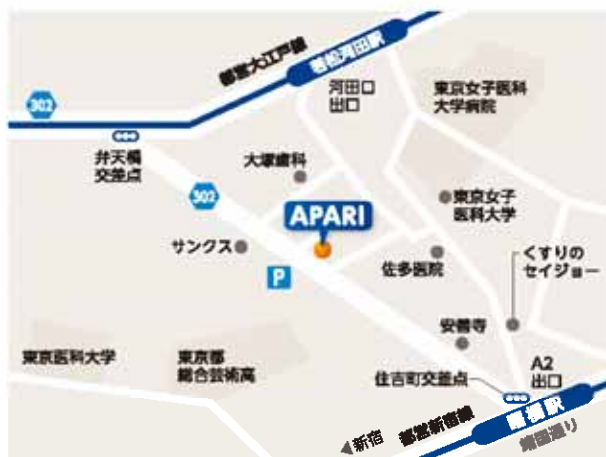 都営大江戸線
若松河田駅
302
河田口
出口
東京女子医科
大学病院
弁天橋
交差点
大塚歯科
302
APARI
東京女子
医科大学
サンクス
P
佐多医院
くすりの
セイジョー
安善寺
東京医科大学
東京都
総合芸術高
住吉町交差点
A2
出口
曙橋駅
◀新宿
都営新宿線
靖国通り